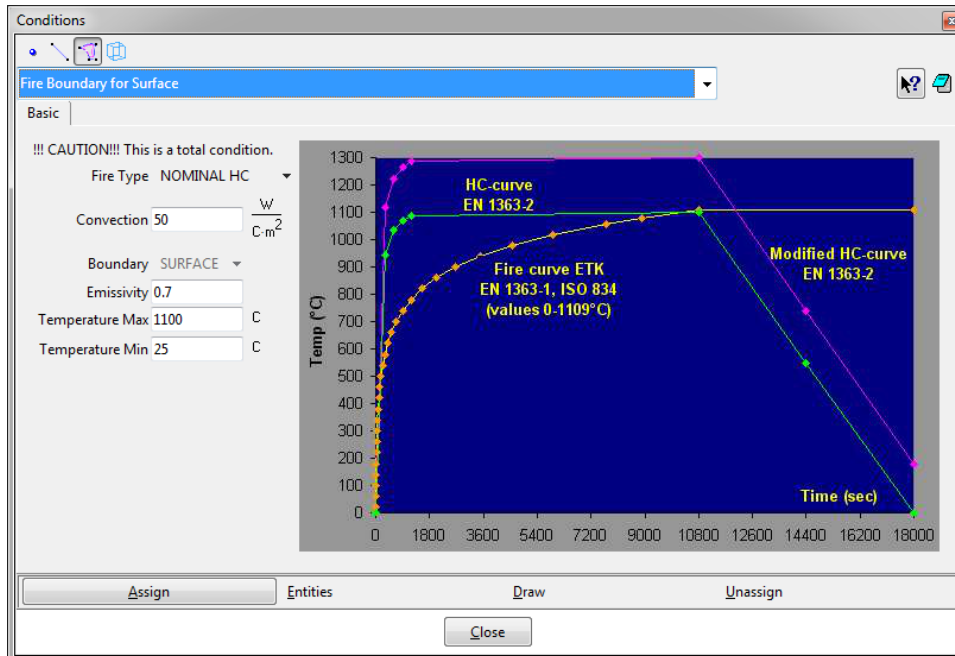 Conditions
Fire Boundary for Surface
Basic
!!! CAUTION!!! This is a total condition.
Fire Type NOMINAL HC
Convection 50 W
C·m2
Boundary SURFACE
Emissivity 0.7
Temperature Max 1100 C
Temperature Min 25 C
Temp (°C)
1300
1200
1100
1000
900
800
700
600
500
400
300
200
100
0
HC-curve
EN 1363-2
Fire curve ETK
EN 1363-1, ISO 834
(values 0-1109°C)
Modified HC-curve
EN 1363-2
Time (sec)
0 1800 3600 5400 7200 9000 10800 12600 14400 16200 18000
Assign Entities Draw Unassign
Close